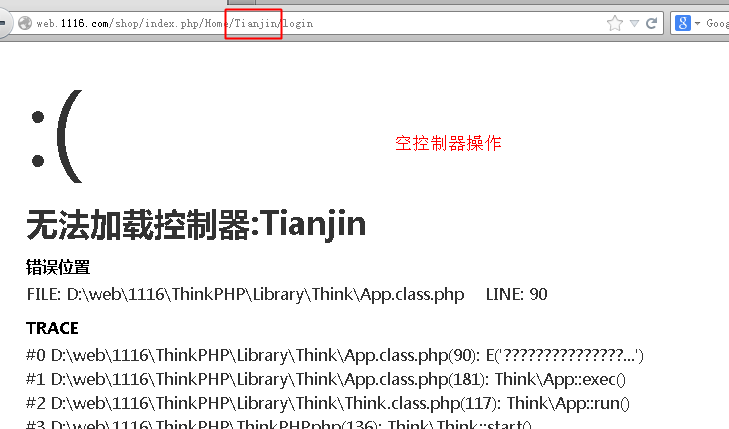 web.1116.com/shop/index.php/Home/Tianjin/login
8 Goog
:(
空控制器操作
无法加载控制器:Tianjin
错误位置
FILE: D:\web\1116\ThinkPHP\Library\Think\App.class.php LINE: 90
TRACE
#0 D:\web\1116\ThinkPHP\Library\Think\App.class.php(90): E('???????????????...')
#1 D:\web\1116\ThinkPHP\Library\Think\App.class.php(181): Think\App::exec()
#2 D:\web\1116\ThinkPHP\Library\Think\Think.class.php(117): Think\App::run()
#3 D:\web\1116\ThinkPHP\ThinkPHP.php(136): Think\Think::start()